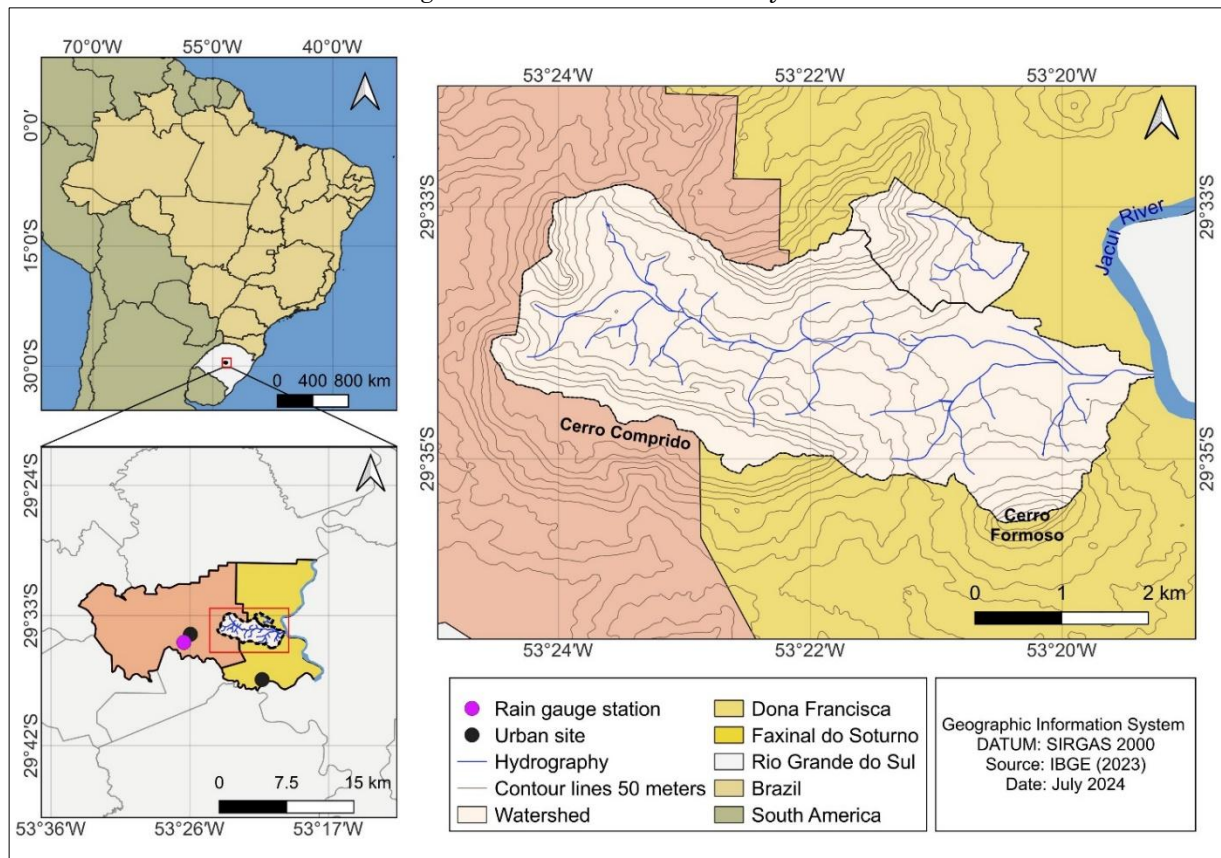 70°0'W 55°0'W 40°0'W
0°0'
15°0'S
30°0'S
0 400 800 km
53°24'W 53°22'W 53°20'W
29°33'S
29°33'S
Jacuí River
29°35'S
29°35'S
Cerro Comprido
Cerro
Formoso
0 1 2 km
53°24'W 53°22'W 53°20'W
29°24'S
29°33'S
29°42'S
0 7.5 15 km
53°36'W 53°26'W 53°17'W
Rain gauge station
Urban site
Hydrography
Contour lines 50 meters
Watershed
Dona Francisca
Faxinal do Soturno
Rio Grande do Sul
Brazil
South America
Geographic Information System
DATUM: SIRGAS 2000
Source: IBGE (2023)
Date: July 2024